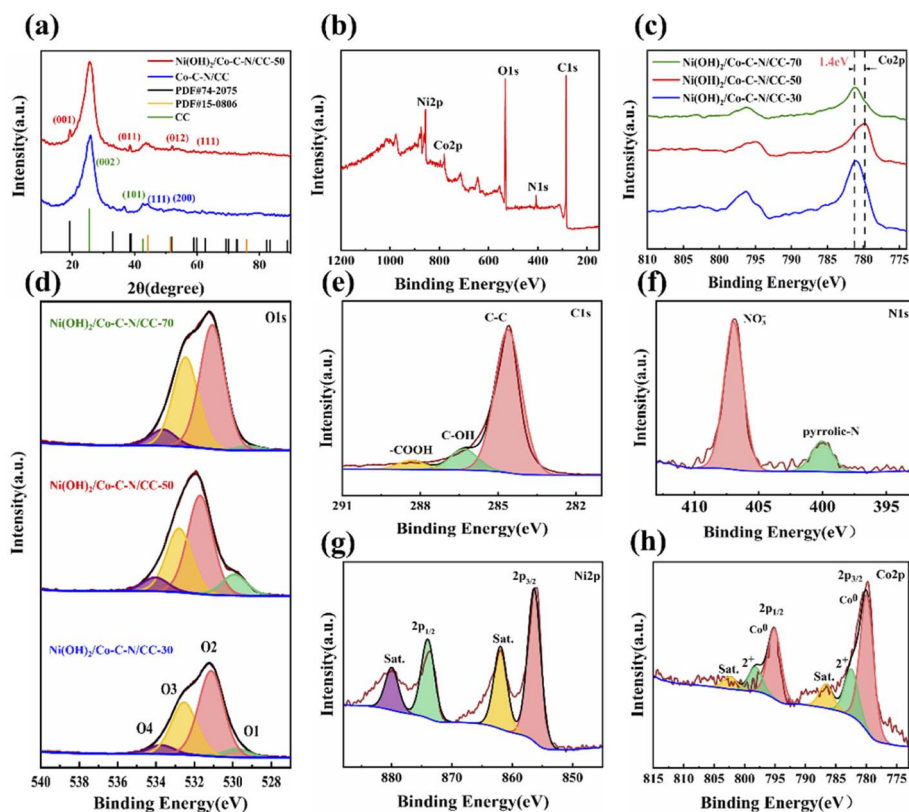 (a)
Ni(OH)2/Co-C-N/CC-50
Co-C-N/CC
PDF#74-2075
PDF#15-0806
CC
(001)
(011)
(012)
(111)
(002)
(101)
(111)
(200)
Intensity(a.u.)
10 20 40 60 80
2θ(degree)
(b)
O1s
C1s
Ni2p
Co2p
N1s
Intensity(a.u.)
1200 1000 800 600 400 200
Binding Energy(eV)
(c)
Ni(OH)2/Co-C-N/CC-70
Ni(OH)2/Co-C-N/CC-50
Ni(OH)2/Co-C-N/CC-30
1.4eV
Co2p
Intensity(a.u.)
810 805 800 795 790 785 780 775
Binding Energy(eV)
(d)
O1s
Ni(OH)2/Co-C-N/CC-70
Ni(OH)2/Co-C-N/CC-50
Ni(OH)2/Co-C-N/CC-30
O2
O3
O4
O1
Intensity(a.u.)
540 538 536 534 532 530 528
Binding Energy(eV)
(e)
C1s
C-C
C-OH
-COOH
Intensity(a.u.)
291 288 286 284 281
Binding Energy(eV)
(f)
N1s
NO3-
pyrrolic-N
Intensity(a.u.)
410 405 400 395
Binding Energy(eV)
(g)
Ni2p
2p3/2
Sat.
2p1/2
Sat.
Intensity(a.u.)
880 870 860 850
Binding Energy(eV)
(h)
Co2p
2p3/2
Co0
2p1/2
Co0
2+
Sat.
2+
Sat.
Intensity(a.u.)
815 810 805 800 795 790 785 780 775
Binding Energy(eV)